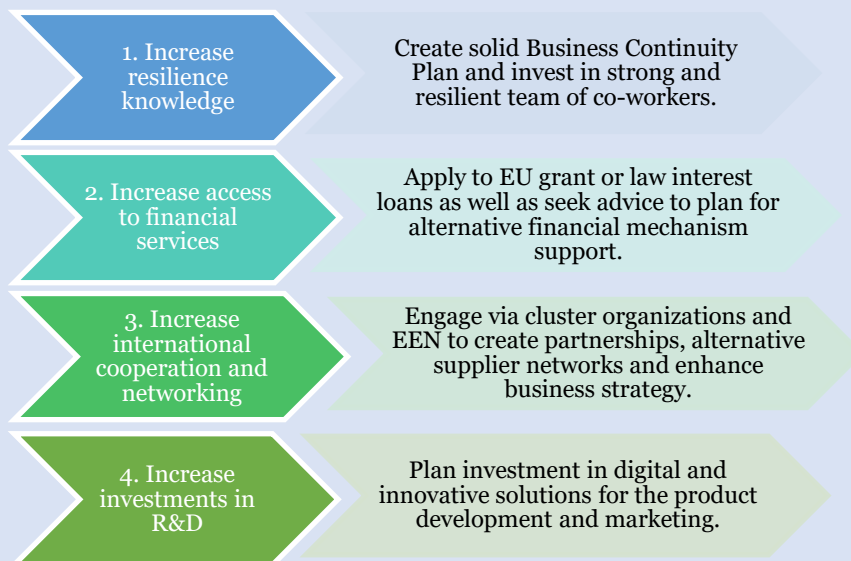 1. Increase
resilience
knowledge
Create solid Business Continuity
Plan and invest in strong and
resilient team of co-workers.
2. Increase access
to financial
services
Apply to EU grant or law interest
loans as well as seek advice to plan for
alternative financial mechanism
support.
3. Increase
international
cooperation and
networking
Engage via cluster organizations and
EEN to create partnerships, alternative
supplier networks and enhance
business strategy.
4. Increase
investments in
R&D
Plan investment in digital and
innovative solutions for the product
development and marketing.